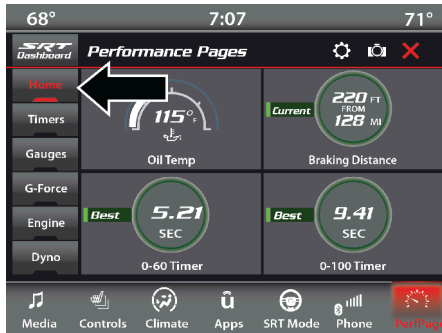 68° 7:07 71°
SRT
Dashboard
Performance Pages
Home
Timers
Gauges
G-Force
Engine
Dyno
115°F
Oil Temp
Current
220 FT
FROM
128 MI
Braking Distance
Best
5.21
SEC
0-60 Timer
Best
9.41
SEC
0-100 Timer
Media Controls Climate Apps SRT Mode Phone PerfPage